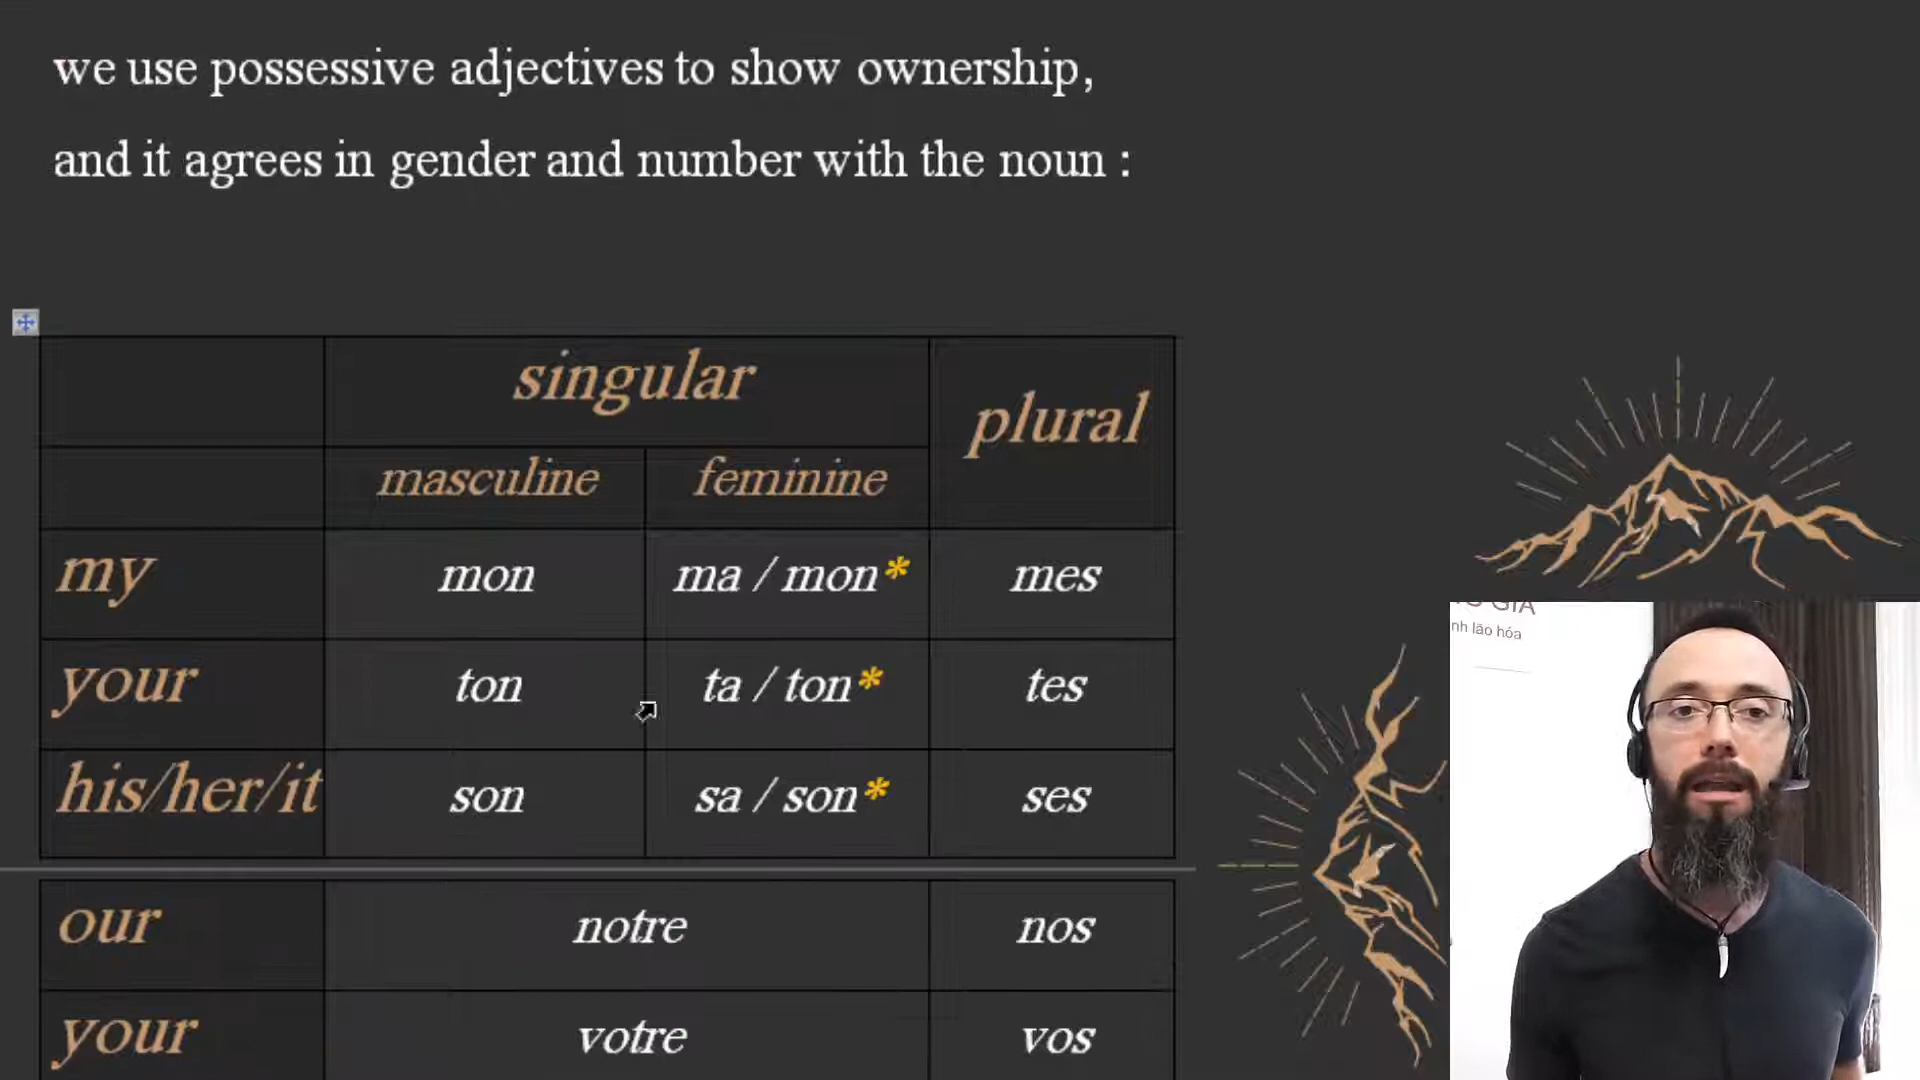 we use possessive adjectives to show ownership,
and it agrees in gender and number with the noun :
singular
plural
masculine feminine
my mon ma / mon* mes
your ton ta / ton* tes
his/her/it son sa / son* ses
our notre nos
your votre vos
GIA
nh lão hóa